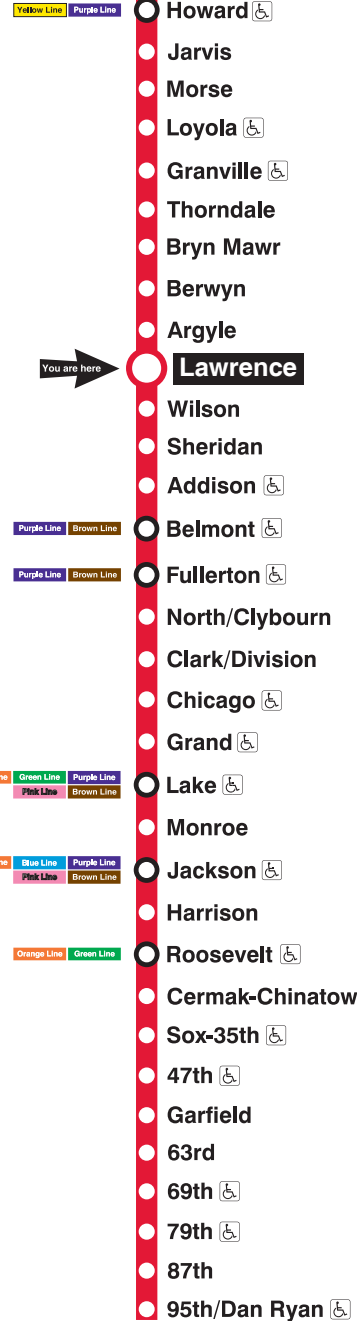 Yellow Line Purple Line Howard
Jarvis
Morse
Loyola
Granville
Thorndale
Bryn Mawr
Berwyn
Argyle
You are here Lawrence
Wilson
Sheridan
Addison
Purple Line Brown Line Belmont
Purple Line Brown Line Fullerton
North/Clybourn
Clark/Division
Chicago
Grand
ne Green Line Purple Line Lake
Pink Line Brown Line
Monroe
ne Blue Line Purple Line Jackson
Pink Line Brown Line
Harrison
Orange Line Green Line Roosevelt
Cermak-Chinatow
Sox-35th
47th
Garfield
63rd
69th
79th
87th
95th/Dan Ryan